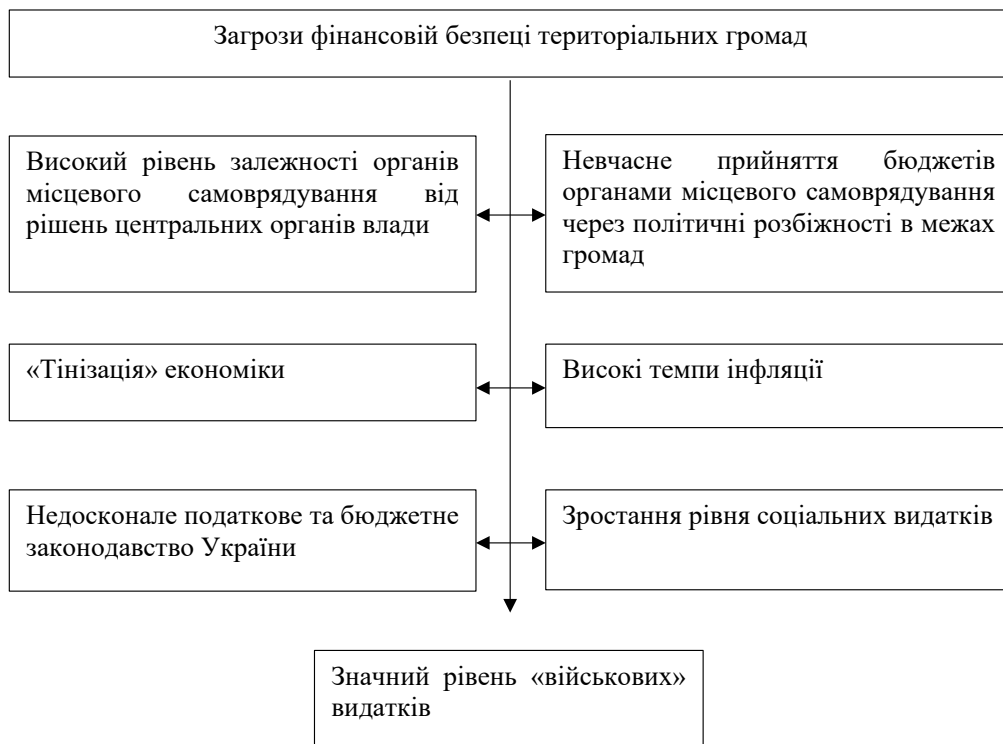 Загрози фінансовій безпеці територіальних громад
Високий рівень залежності органів
місцевого самоврядування від
рішень центральних органів влади
Невчасне прийняття бюджетів
органами місцевого самоврядування
через політичні розбіжності в межах
громад
«Тінізація» економіки
Високі темпи інфляції
Недосконале податкове та бюджетне
законодавство України
Зростання рівня соціальних видатків
Значний рівень «військових»
видатків